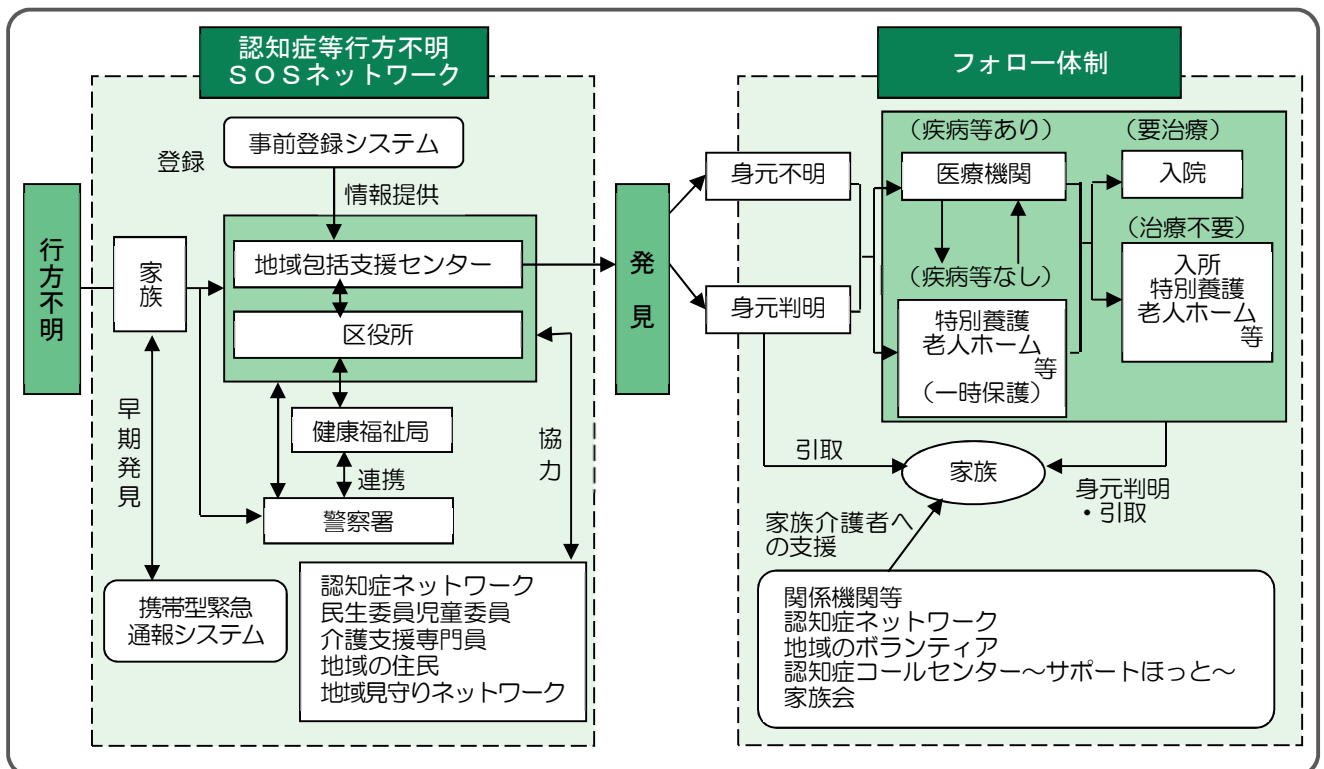 認知症等行方不明
ＳＯＳネットワーク
フォロー体制
登録
事前登録システム
情報提供
行方不明
家族
地域包括支援センター
区役所
健康福祉局
連携
警察署
早期発見
協力
携帯型緊急
通報システム
認知症ネットワーク
民生委員児童委員
介護支援専門員
地域の住民
地域見守りネットワーク
発見
身元不明
身元判明
（疾病等あり）
医療機関
（疾病等なし）
特別養護
老人ホーム
等
（一時保護）
（要治療）
入院
（治療不要）
入所
特別養護
老人ホーム
等
引取
家族
身元判明
・引取
家族介護者へ
の支援
関係機関等
認知症ネットワーク
地域のボランティア
認知症コールセンター～サポートほっと～
家族会